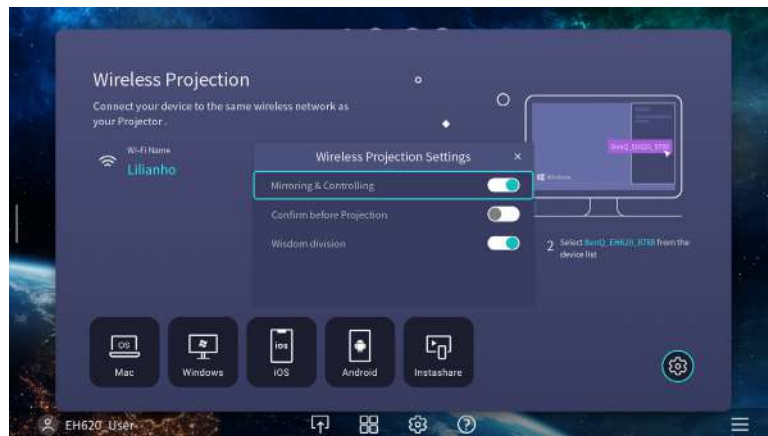 Wireless Projection
Connect your device to the same wireless network as
your Projector .
Wi-Fi Name
Lilianho
Wireless Projection Settings ×
Mirroring & Controlling
Confirm before Projection
Wisdom division
BenQ_EH620_8788
Windows
2 Select BenQ_EH620_8788 from the
device list
OS
Mac
Windows
ios
iOS
Android
Instashare
EH620_User